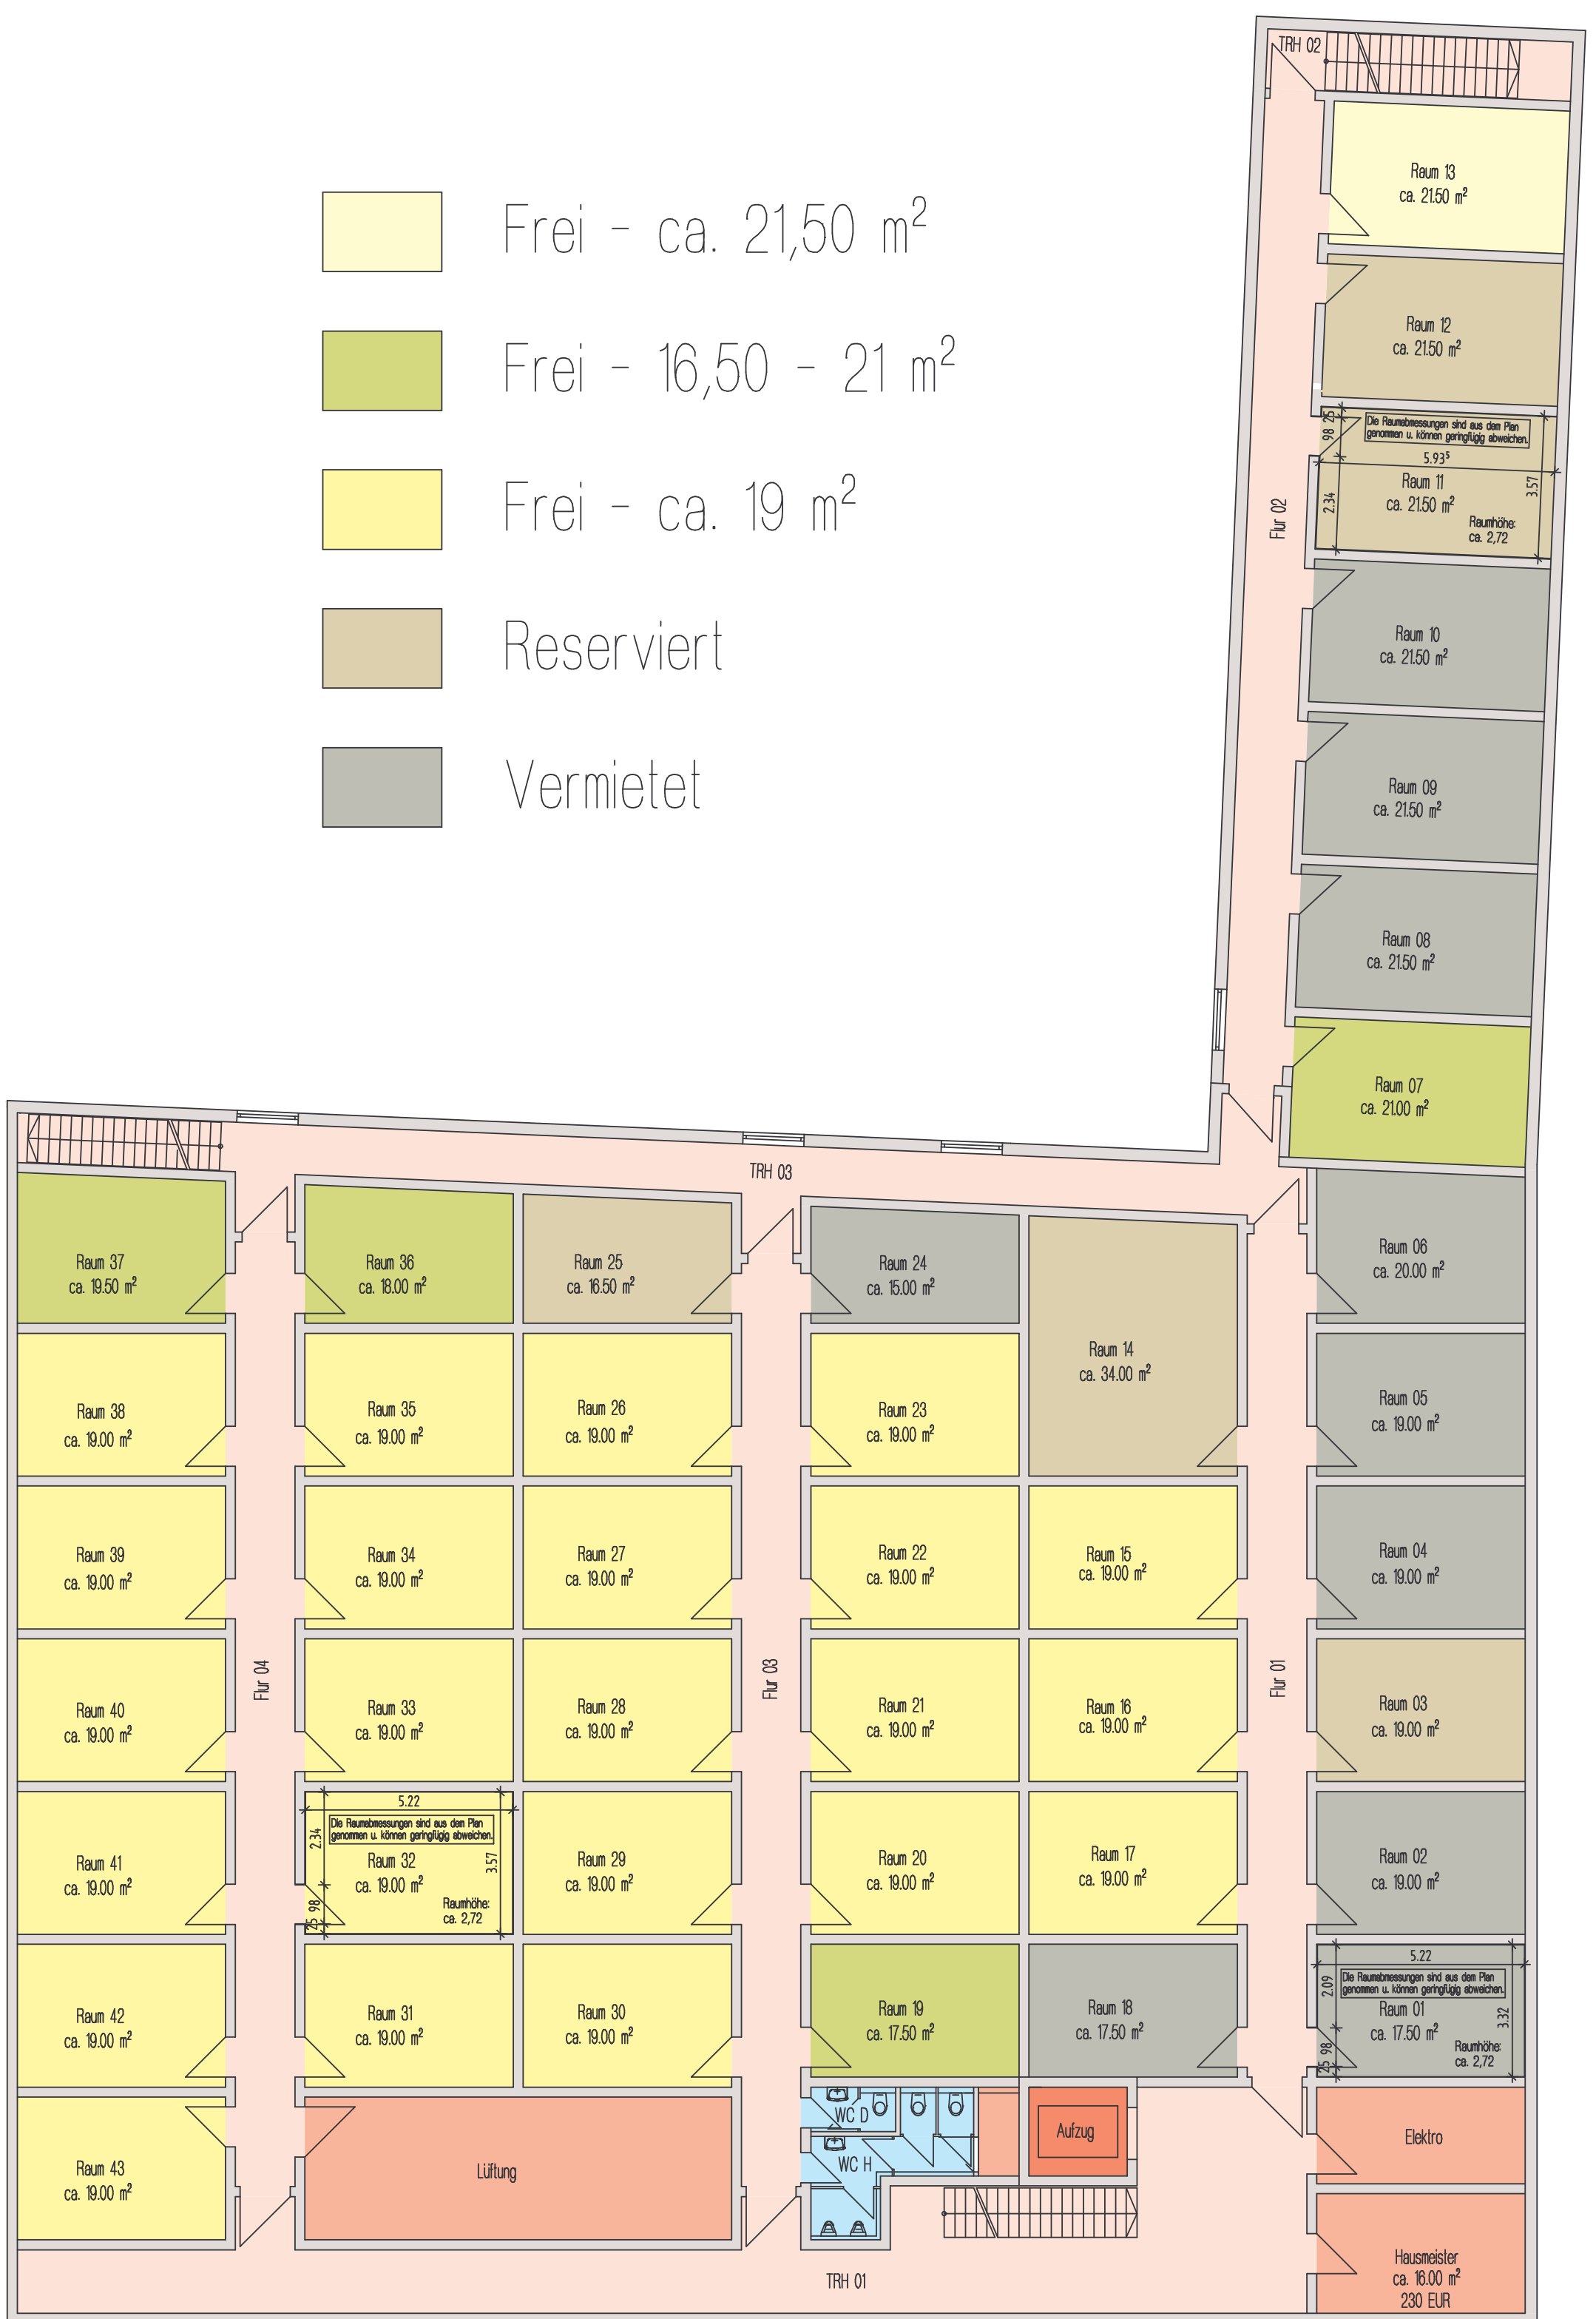 TRH 02
Raum 13
ca. 21.50 m²
Frei - ca. 21,50 m²
Raum 12
ca. 21.50 m²
Frei - 16,50 - 21 m²
Die Raumabmessungen sind aus dem Plan
genommen u. können geringfügig abweichen.
98 25
5.93⁵
Raum 11
ca. 21.50 m²
2.34
3.57
Raumhöhe:
ca. 2,72
Frei - ca. 19 m²
Flur 02
Reserviert
Raum 10
ca. 21.50 m²
Vermietet
Raum 09
ca. 21.50 m²
Raum 08
ca. 21.50 m²
Raum 07
ca. 21.00 m²
TRH 03
Raum 37
ca. 19.50 m²
Raum 36
ca. 18.00 m²
Raum 25
ca. 16.50 m²
Raum 24
ca. 15.00 m²
Raum 14
ca. 34.00 m²
Raum 06
ca. 20.00 m²
Raum 38
ca. 19.00 m²
Raum 35
ca. 19.00 m²
Raum 26
ca. 19.00 m²
Raum 23
ca. 19.00 m²
Raum 05
ca. 19.00 m²
Raum 39
ca. 19.00 m²
Raum 34
ca. 19.00 m²
Raum 27
ca. 19.00 m²
Raum 22
ca. 19.00 m²
Raum 15
ca. 19.00 m²
Raum 04
ca. 19.00 m²
Raum 40
ca. 19.00 m²
Flur 04
Raum 33
ca. 19.00 m²
Raum 28
ca. 19.00 m²
Flur 03
Raum 21
ca. 19.00 m²
Raum 16
ca. 19.00 m²
Flur 01
Raum 03
ca. 19.00 m²
Raum 41
ca. 19.00 m²
5.22
Die Raumabmessungen sind aus dem Plan
genommen u. können geringfügig abweichen.
2.34
3.57
Raum 32
ca. 19.00 m²
Raumhöhe:
ca. 2,72
25 98
Raum 29
ca. 19.00 m²
Raum 20
ca. 19.00 m²
Raum 17
ca. 19.00 m²
Raum 02
ca. 19.00 m²
Raum 42
ca. 19.00 m²
Raum 31
ca. 19.00 m²
Raum 30
ca. 19.00 m²
Raum 19
ca. 17.50 m²
Raum 18
ca. 17.50 m²
5.22
Die Raumabmessungen sind aus dem Plan
genommen u. können geringfügig abweichen.
2.09
3.32
Raum 01
ca. 17.50 m²
Raumhöhe:
ca. 2,72
25 98
Raum 43
ca. 19.00 m²
Lüftung
WC D
WC H
Aufzug
Elektro
TRH 01
Hausmeister
ca. 16.00 m²
230 EUR